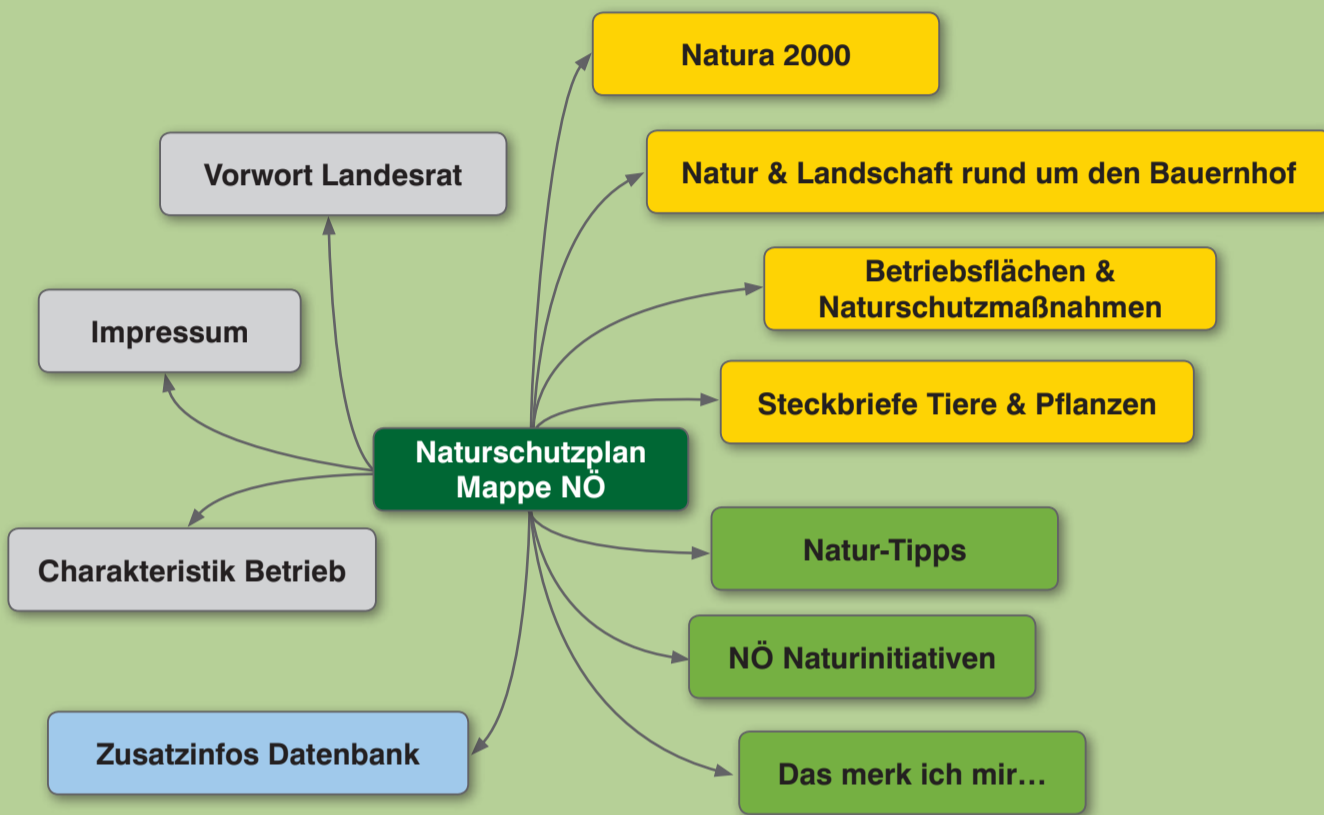 Natura 2000
Vorwort Landesrat
Natur & Landschaft rund um den Bauernhof
Betriebsflächen &
Naturschutzmaßnahmen
Impressum
Steckbriefe Tiere & Pflanzen
Naturschutzplan
Mappe NÖ
Charakteristik Betrieb
Natur-Tipps
NÖ Naturinitiativen
Zusatzinfos Datenbank
Das merk ich mir…